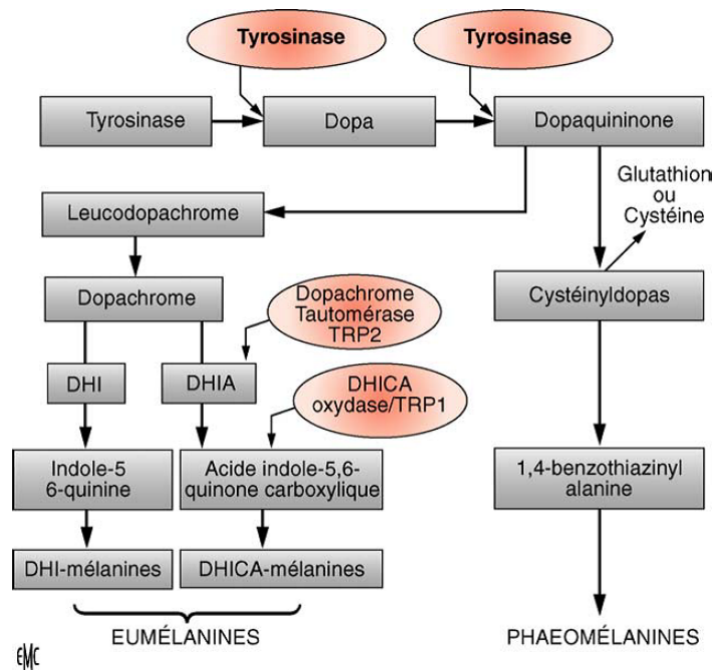 Tyrosinase
Tyrosinase
Tyrosinase
Dopa
Dopaquininone
Glutathion
ou
Cystéine
Leucodopachrome
Dopachrome
Dopachrome
Tautomérase
TRP2
Cystéinyldopas
DHI
DHIA
DHICA
oxydase/TRP1
Indole-5
6-quinine
Acide indole-5,6-
quinone carboxylique
1,4-benzothiazinyl
alanine
DHI-mélanines
DHICA-mélanines
EUMÉLANINES
PHAEOMÉLANINES
EMC